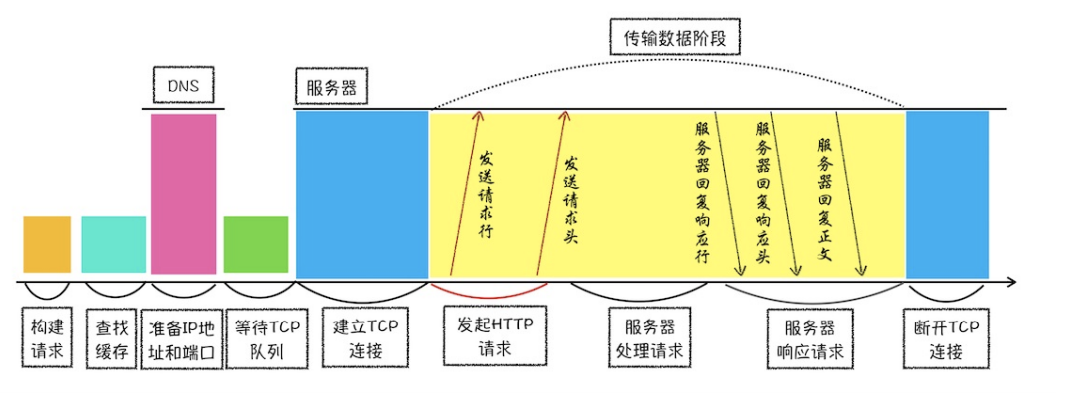 传输数据阶段
DNS
服务器
发送请求行
发送请求头
服务器回复响应行
服务器回复响应头
服务器回复正文
构建
请求
查找
缓存
准备IP地
址和端口
等待TCP
队列
建立TCP
连接
发起HTTP
请求
服务器
处理请求
服务器
响应请求
断开TCP
连接